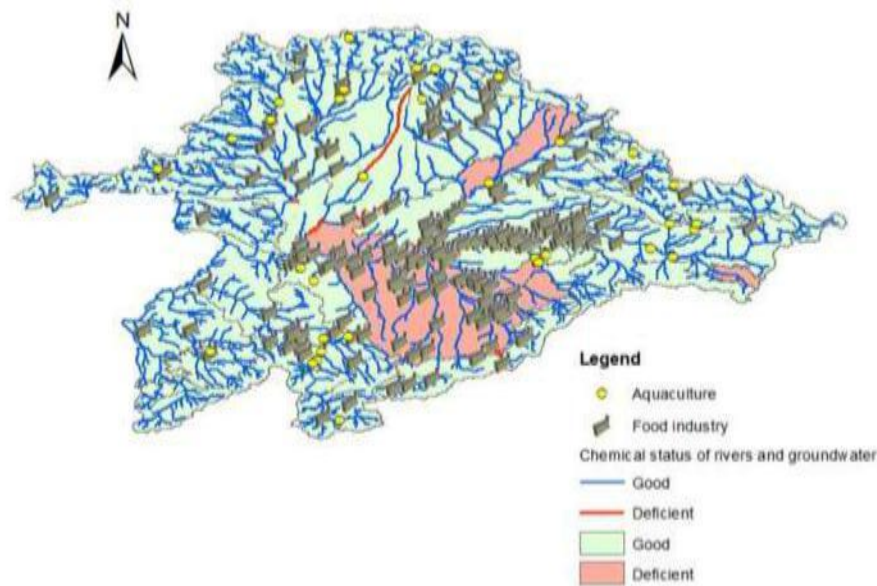 N
Legend
Aquaculture
Food industry
Chemical status of rivers and groundwater
Good
Deficient
Good
Deficient